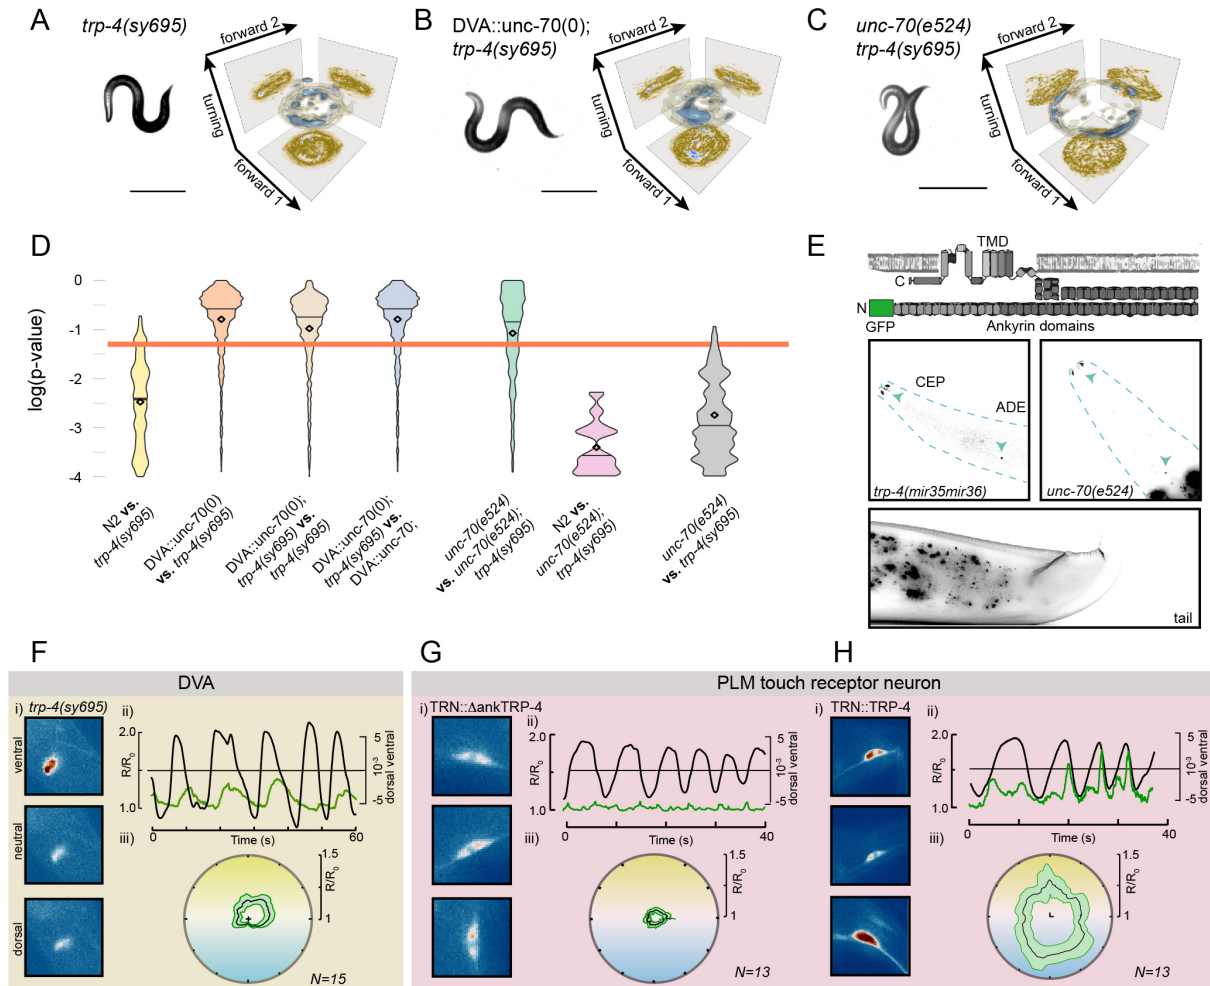 A
trp-4(sy695)
forward 2
turning
forward 1
B
DVA::unc-70(0);
trp-4(sy695)
forward 2
turning
forward 1
C
unc-70(e524)
trp-4(sy695)
forward 2
turning
forward 1
D
log(p-value)
0
-1
-2
-3
-4
N2 vs.
trp-4(sy695)
DVA::unc-70(0)
vs. trp-4(sy695)
DVA::unc-70(0);
trp-4(sy695) vs.
trp-4(sy695)
DVA::unc-70(0);
trp-4(sy695) vs.
DVA::unc-70;
unc-70(e524)
vs. unc-70(e524);
trp-4(sy695)
N2 vs.
unc-70(e524);
trp-4(sy695)
unc-70(e524)
vs. trp-4(sy695)
E
TMD
C
N
GFP
Ankyrin domains
CEP
ADE
trp-4(mir35mir36)
unc-70(e524)
tail
F
DVA
i)
trp-4(sy695)
ventral
neutral
dorsal
ii)
2.0
R/R0
1.0
5
10-3
-5
dorsal ventral
0
Time (s)
60
iii)
1.5
R/R0
1
N=15
G
H
PLM touch receptor neuron
i)
TRN::ΔankTRP-4
ii)
2.0
R/R0
1.0
5
10-3
-5
dorsal ventral
0
Time (s)
40
iii)
1.5
R/R0
1
N=13
i)
TRN::TRP-4
ii)
2.0
R/R0
1.0
5
10-3
-5
dorsal ventral
0
Time (s)
40
iii)
1.5
R/R0
1
N=13